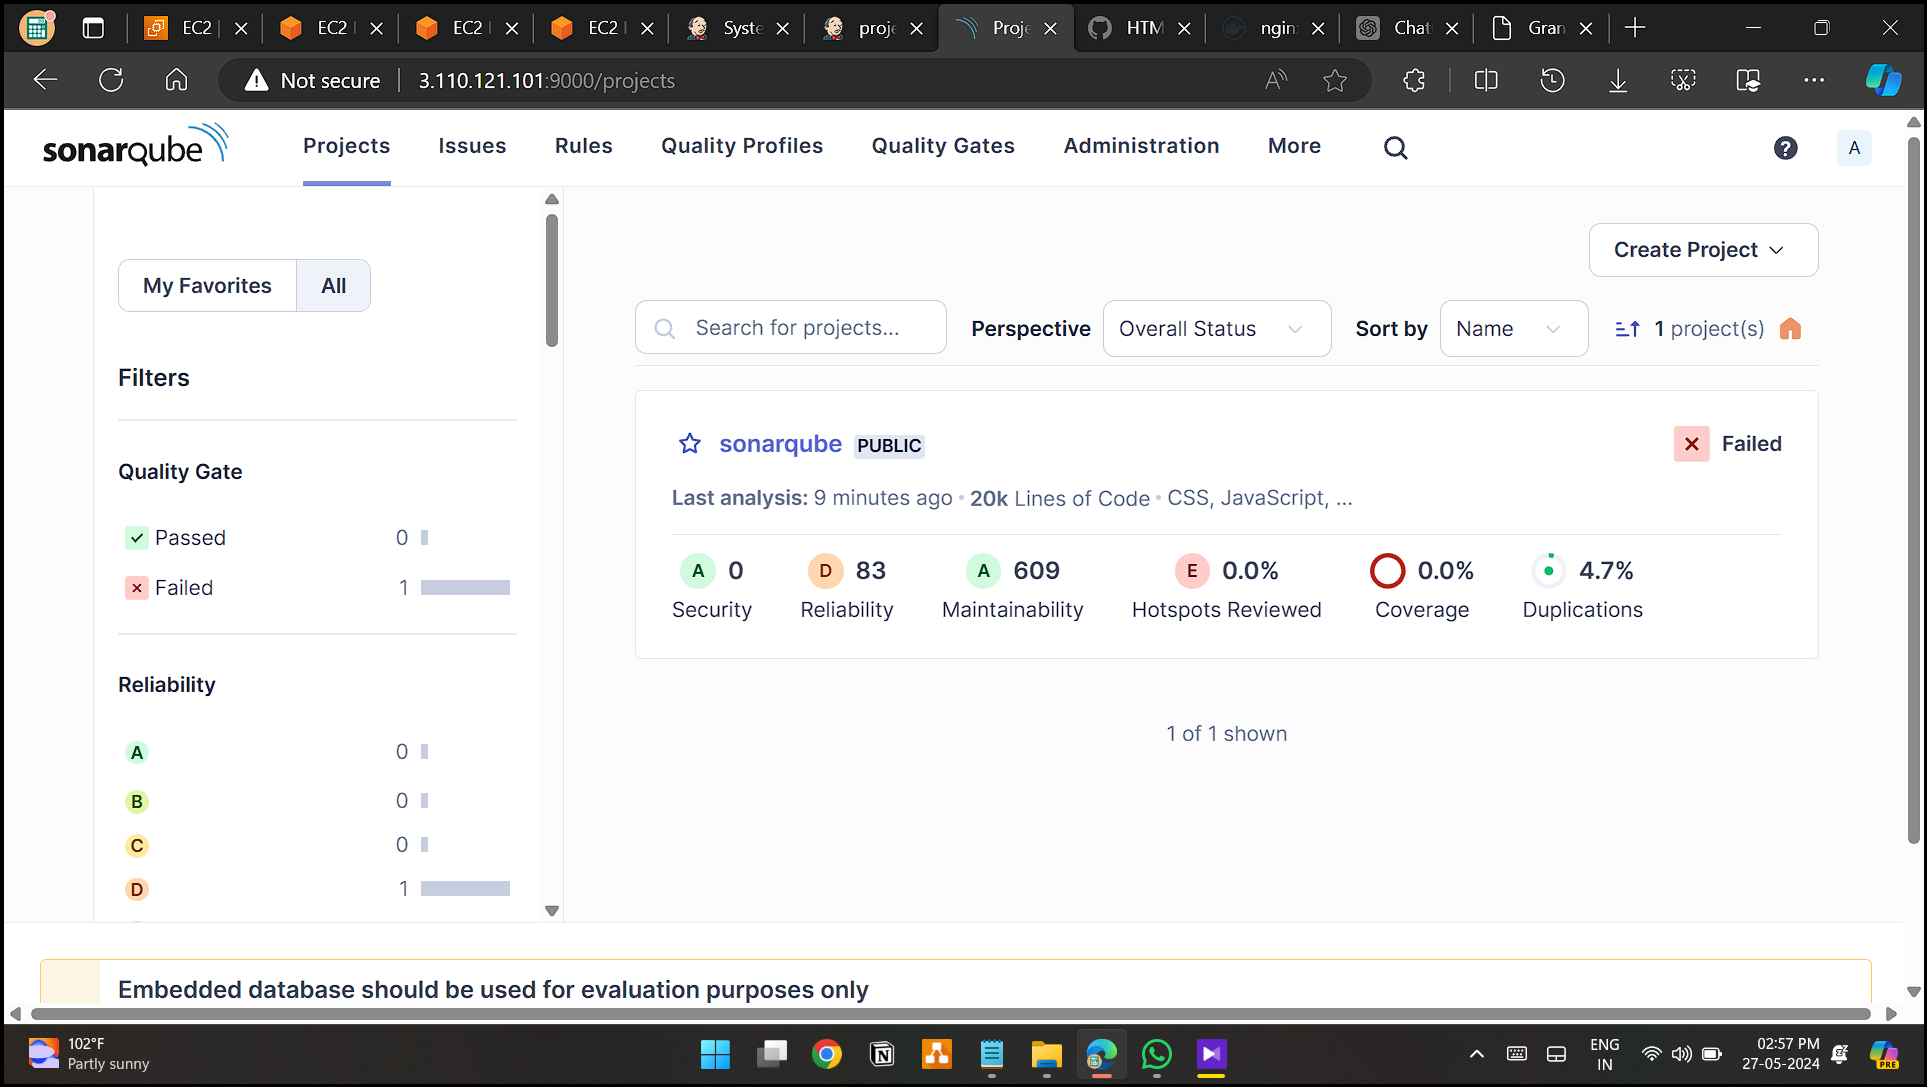 EC2 | EC2 | EC2 | EC2 | Syste proje Proje HTM nginx Chat Gran
Not secure 3.110.121.101:9000/projects
sonarqube Projects Issues Rules Quality Profiles Quality Gates Administration More ? A
My Favorites All
Create Project
Search for projects... Perspective Overall Status Sort by Name 1 project(s)
Filters
Quality Gate
Passed 0
Failed 1
Reliability
A 0
B 0
C 0
D 1
sonarqube PUBLIC Failed
Last analysis: 9 minutes ago • 20k Lines of Code • CSS, JavaScript, ...
A 0 D 83 A 609 E 0.0% 0.0% 4.7%
Security Reliability Maintainability Hotspots Reviewed Coverage Duplications
1 of 1 shown
Embedded database should be used for evaluation purposes only
102°F
Partly sunny
ENG
IN
02:57 PM
27-05-2024
PRE